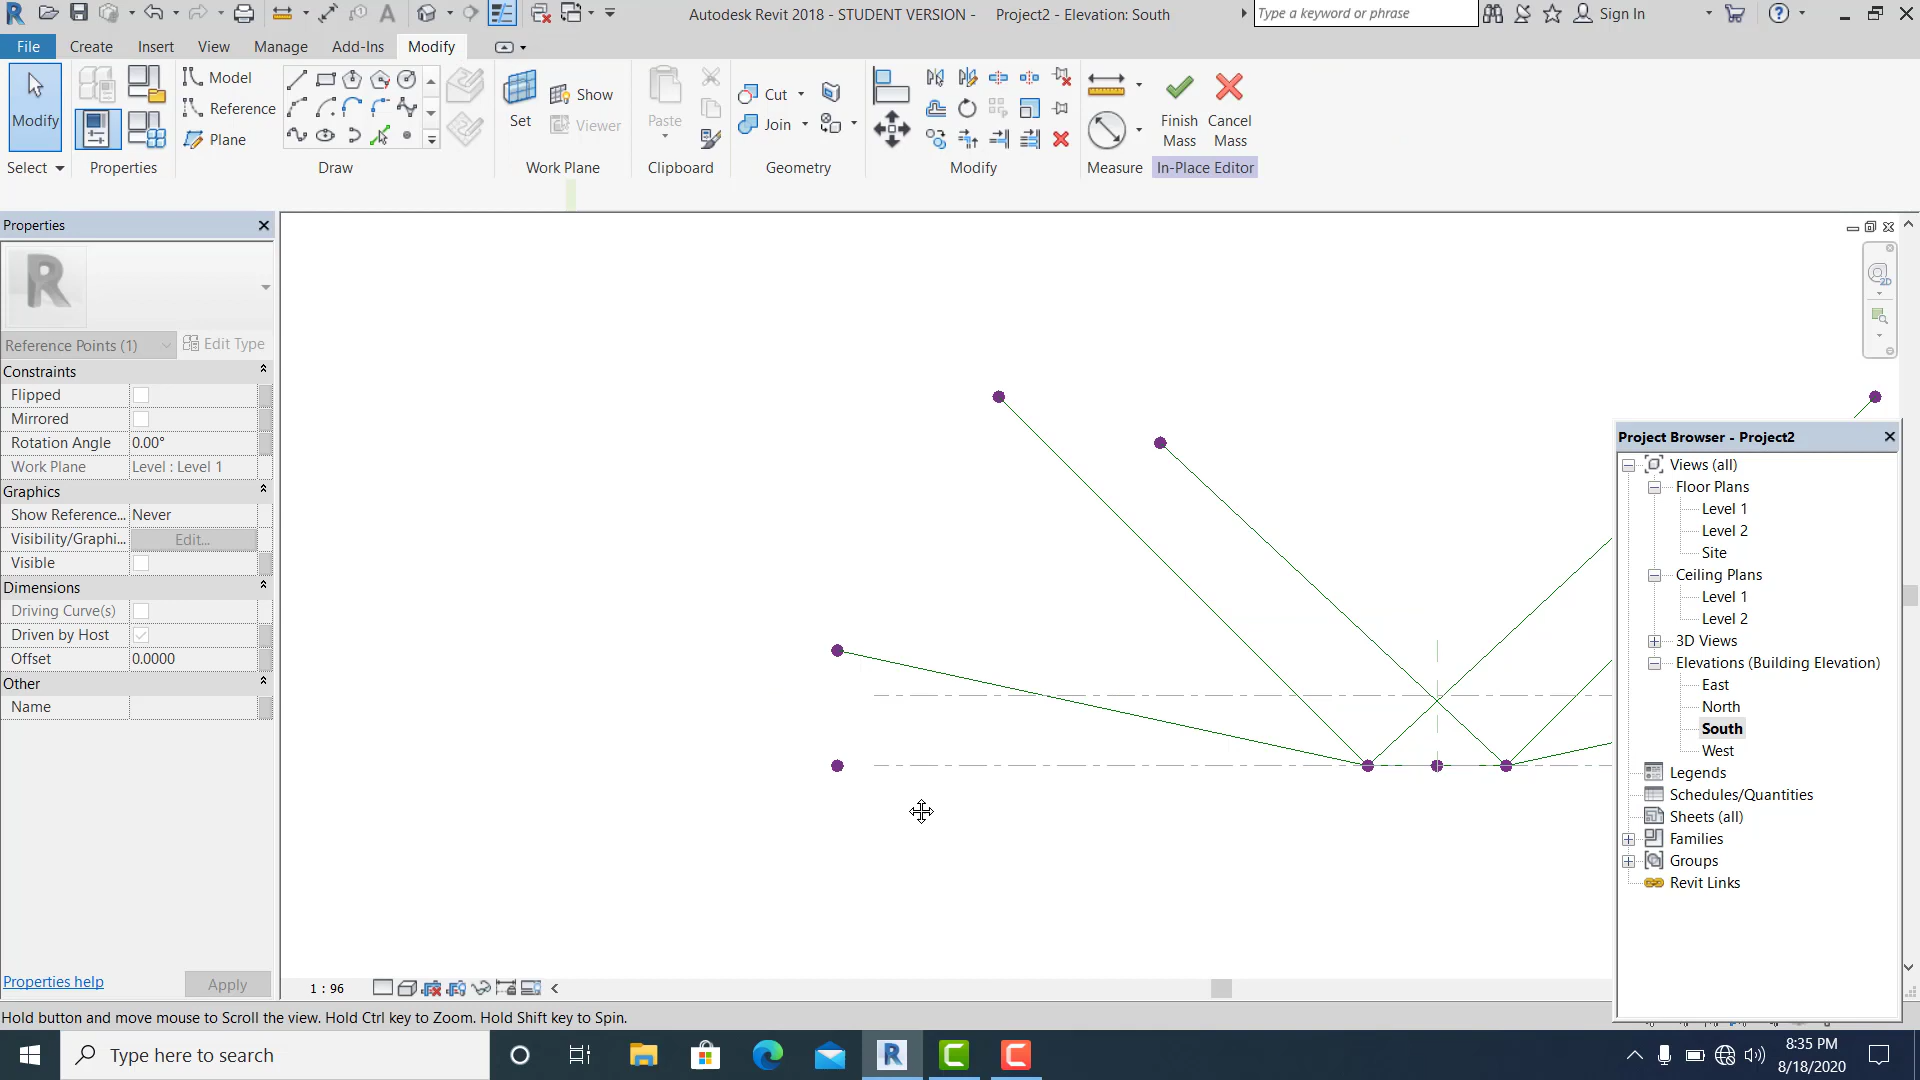 Autodesk Revit 2018 - STUDENT VERSION - Project2 - Elevation: South
Type a keyword or phrase
Sign In
File Create Insert View Manage Add-Ins Modify
Modify
Select
Properties
Model
Reference
Plane
Draw
Set
Show
Viewer
Work Plane
Paste
Clipboard
Cut
Join
Geometry
Modify
Measure
Finish Mass
Cancel Mass
In-Place Editor
Properties
Reference Points (1)
Edit Type
Constraints
Flipped
Mirrored
Rotation Angle 0.00°
Work Plane Level : Level 1
Graphics
Show Reference... Never
Visibility/Graphi... Edit...
Visible
Dimensions
Driving Curve(s)
Driven by Host
Offset 0.0000
Other
Name
Properties help
Apply
2D
Project Browser - Project2
Views (all)
Floor Plans
Level 1
Level 2
Site
Ceiling Plans
Level 1
Level 2
3D Views
Elevations (Building Elevation)
East
North
South
West
Legends
Schedules/Quantities
Sheets (all)
Families
Groups
Revit Links
1 : 96
Hold button and move mouse to Scroll the view. Hold Ctrl key to Zoom. Hold Shift key to Spin.
Type here to search
8:35 PM
8/18/2020